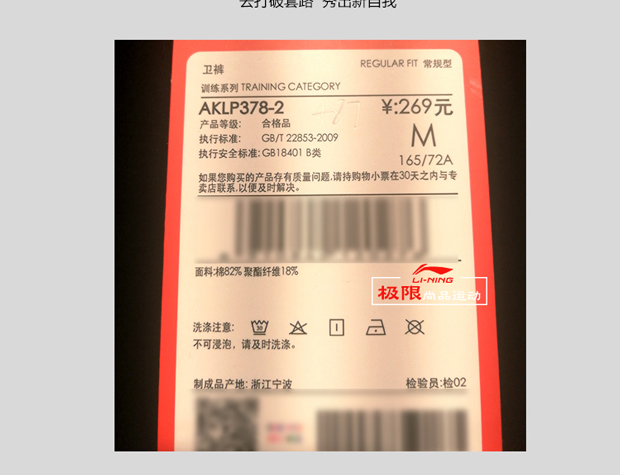 去打破套路 秀出新自我
卫裤
REGULAR FIT 常规型
训练系列 TRAINING CATEGORY
AKLP378-2
¥:269元
产品等级: 合格品
M
执行标准: GB/T 22853-2009
执行安全标准:GB18401 B类
165/72A
如果您购买的产品存有质量问题,请持购物小票在30天之内与专
卖店联系,以便及时解决。
面料:棉82% 聚酯纤维18%
LI-NING
极限尚品运动
洗涤注意: 30
不可浸泡，请及时洗涤。
制成品产地: 浙江宁波
检验员:检02